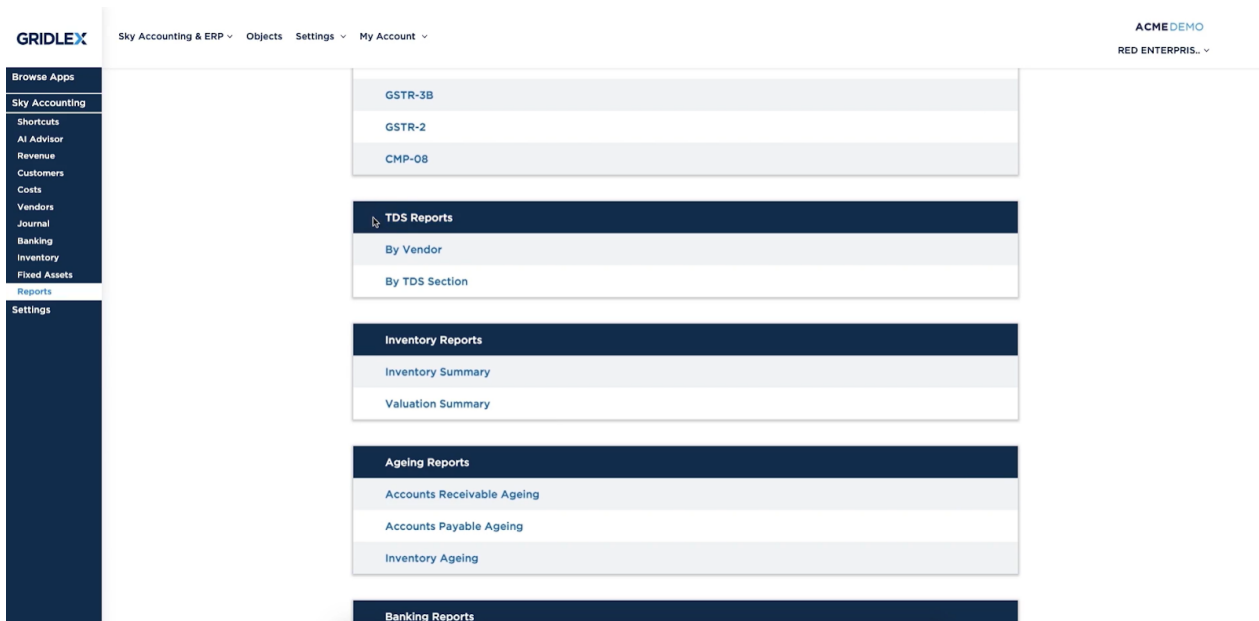 GRIDLEX
Sky Accounting & ERP
Objects
Settings
My Account
ACMEDEMO
RED ENTERPRIS..
Browse Apps
Sky Accounting
Shortcuts
AI Advisor
Revenue
Customers
Costs
Vendors
Journal
Banking
Inventory
Fixed Assets
Reports
Settings
GSTR-3B
GSTR-2
CMP-08
TDS Reports
By Vendor
By TDS Section
Inventory Reports
Inventory Summary
Valuation Summary
Ageing Reports
Accounts Receivable Ageing
Accounts Payable Ageing
Inventory Ageing
Banking Reports